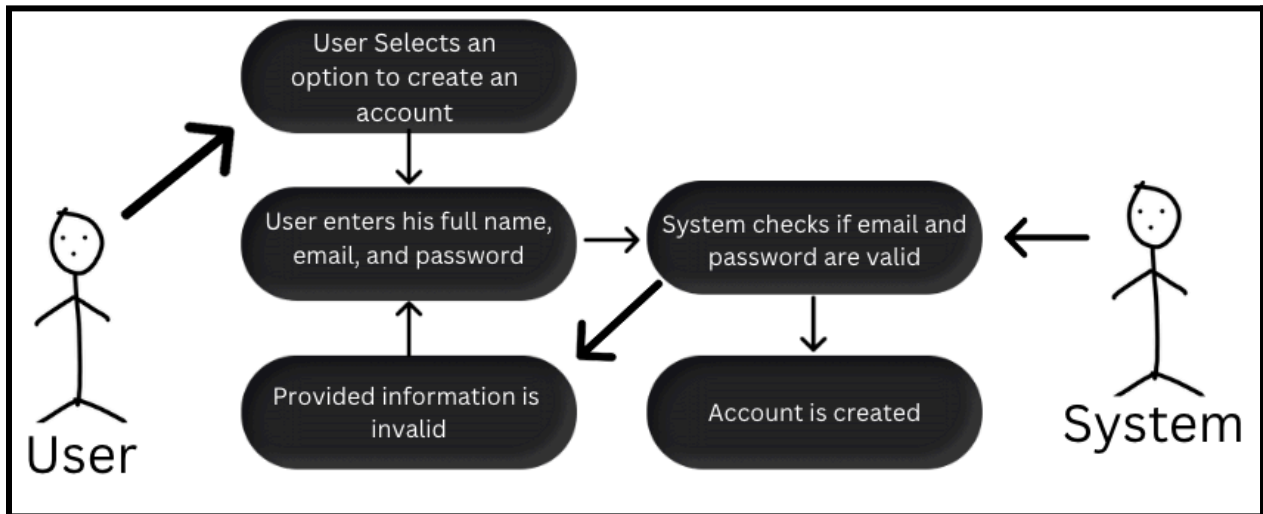 User Selects an
option to create an
account
User enters his full name,
email, and password
System checks if email and
password are valid
Provided information is
invalid
Account is created
User
System